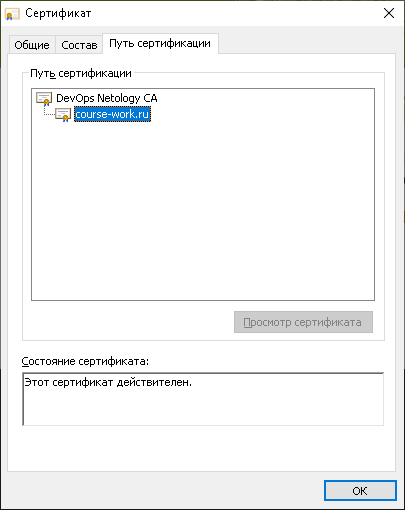 Сертификат
Общие Состав Путь сертификации
Путь сертификации
DevOps Netology CA
course-work.ru
Просмотр сертификата
Состояние сертификата:
Этот сертификат действителен.
ОК